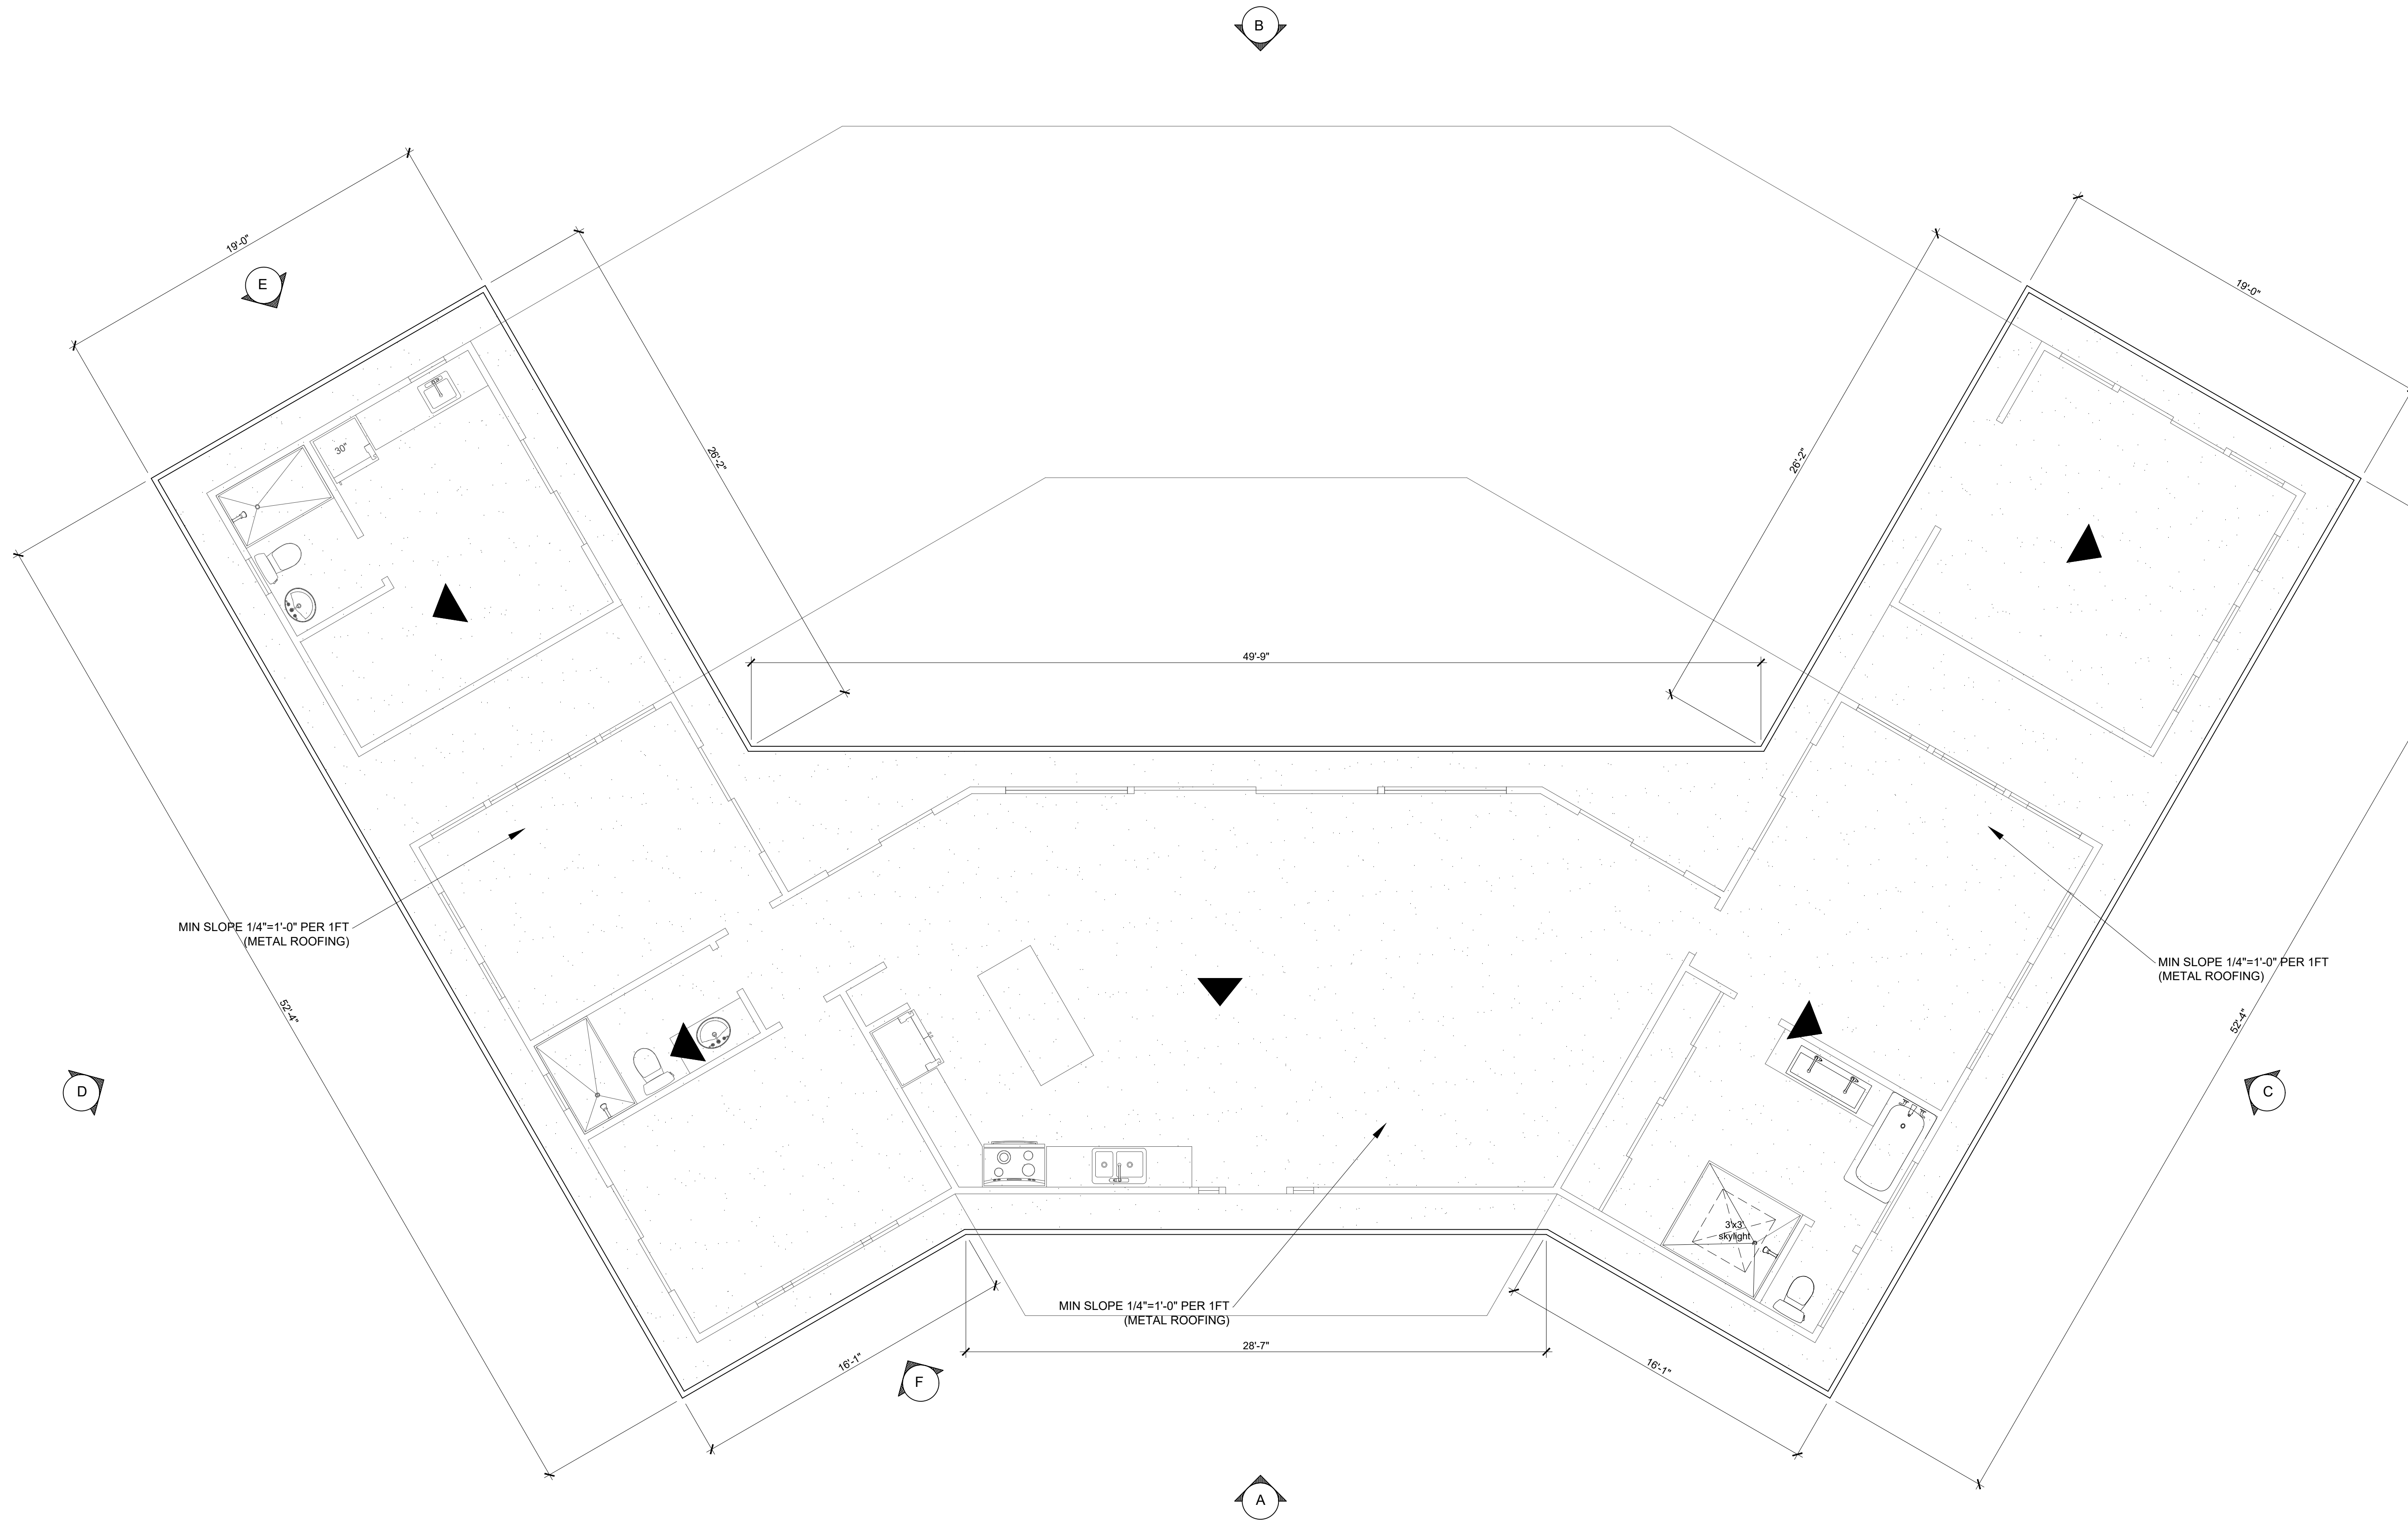 B
19'-0"
E
19'-0"
30"
26'-2"
26'-2"
49'-9"
MIN SLOPE 1/4"=1'-0" PER 1FT
(METAL ROOFING)
MIN SLOPE 1/4"=1'-0" PER 1FT
(METAL ROOFING)
52'-4"
52'-4"
D
C
3'x3'
skylight
MIN SLOPE 1/4"=1'-0" PER 1FT
(METAL ROOFING)
28'-7"
16'-1"
16'-1"
F
A